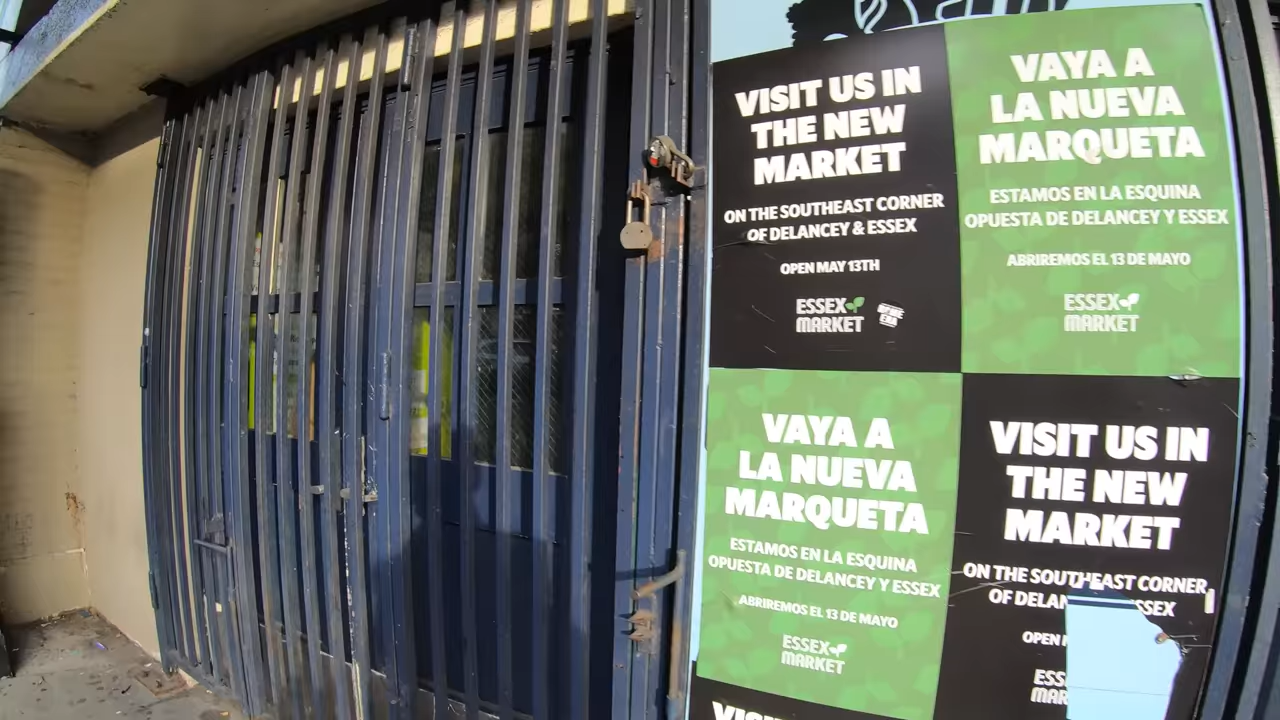 VISIT US IN
THE NEW
MARKET
ON THE SOUTHEAST CORNER
OF DELANCEY & ESSEX
OPEN MAY 13TH
ESSEX
MARKET
VAYA A
LA NUEVA
MARQUETA
ESTAMOS EN LA ESQUINA
OPUESTA DE DELANCEY Y ESSEX
ABRIREMOS EL 13 DE MAYO
ESSEX
MARKET
VAYA A
LA NUEVA
MARQUETA
ESTAMOS EN LA ESQUINA
OPUESTA DE DELANCEY Y ESSEX
ABRIREMOS EL 13 DE MAYO
ESSEX
MARKET
VISIT US IN
THE NEW
MARKET
ON THE SOUTHEAST CORNER
OF DELAN ESSEX
OPEN
ESS
MAR